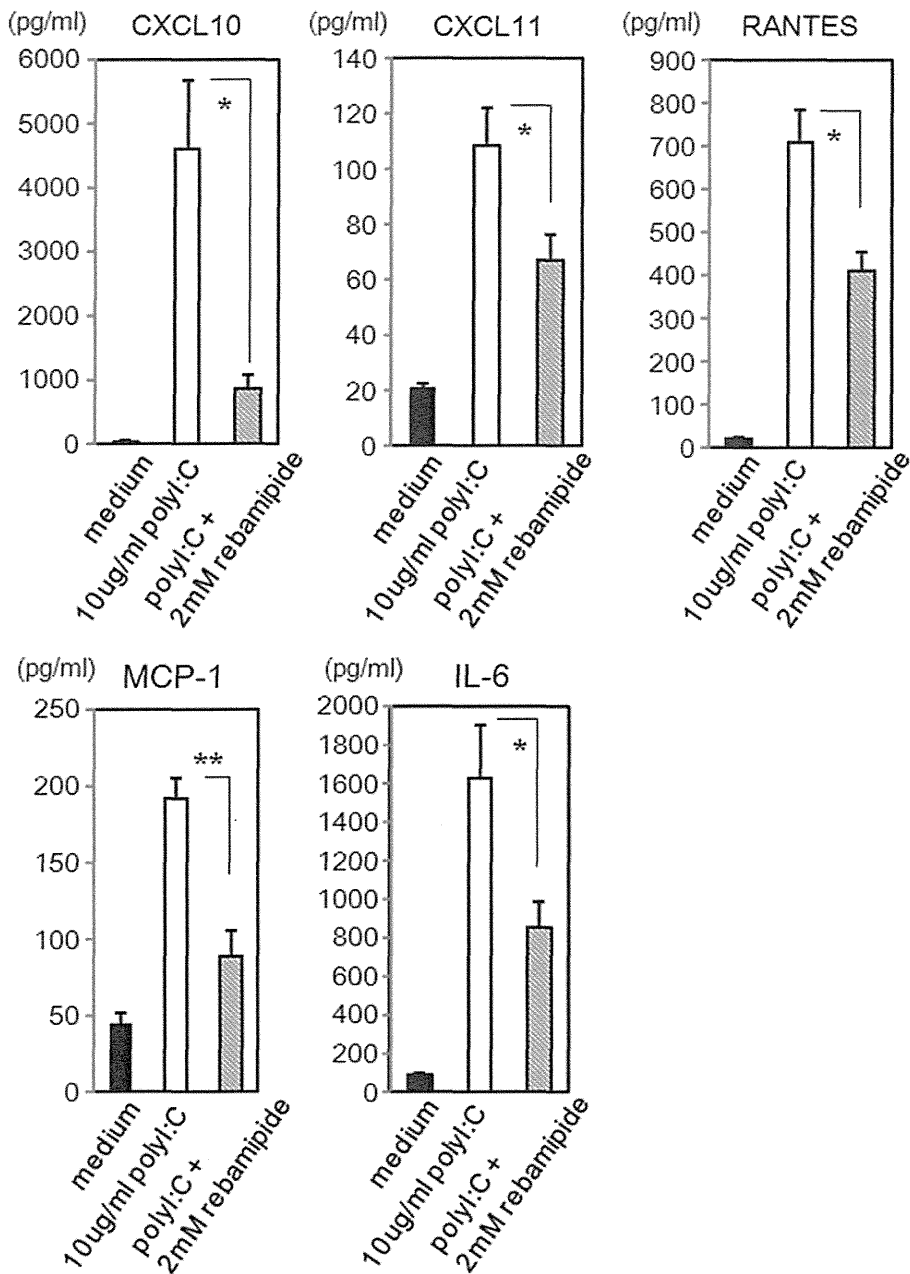 (pg/ml) CXCL10
6000
5000
4000
3000
2000
1000
0
*
medium
10ug/ml polyI:C
polyI:C +
2mM rebamipide
(pg/ml) CXCL11
140
120
100
80
60
40
20
0
*
medium
10ug/ml polyI:C
polyI:C +
2mM rebamipide
(pg/ml) RANTES
900
800
700
600
500
400
300
200
100
0
*
medium
10ug/ml polyI:C
polyI:C +
2mM rebamipide
(pg/ml) MCP-1
250
200
150
100
50
0
**
medium
10ug/ml polyI:C
polyI:C +
2mM rebamipide
(pg/ml) IL-6
2000
1800
1600
1400
1200
1000
800
600
400
200
0
*
medium
10ug/ml polyI:C
polyI:C +
2mM rebamipide